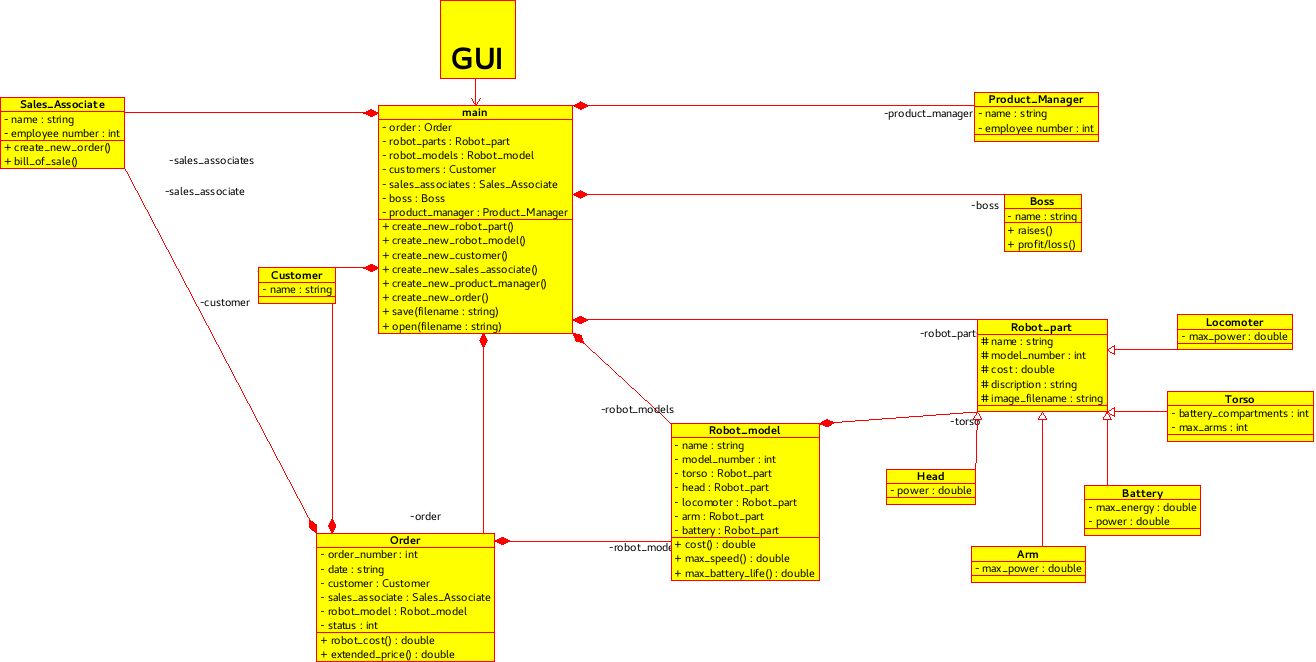 GUI
Sales_Associate
- name : string
- employee number : int
+ create_new_order()
+ bill_of_sale()
main
- order : Order
- robot_parts : Robot_part
- robot_models : Robot_model
- customers : Customer
- sales_associates : Sales_Associate
- boss : Boss
- product_manager : Product_Manager
+ create_new_robot_part()
+ create_new_robot_model()
+ create_new_customer()
+ create_new_sales_associate()
+ create_new_product_manager()
+ create_new_order()
+ save(filename : string)
+ open(filename : string)
-product_manager
Product_Manager
- name : string
- employee number : int
-sales_associates
-sales_associate
-boss
Boss
- name : string
+ raises()
+ profit/loss()
Customer
- name : string
-customer
-robot_part
Robot_part
# name : string
# model_number : int
# cost : double
# discription : string
# image_filename : string
Locomoter
- max_power : double
Torso
- battery_compartments : int
- max_arms : int
-robot_models
-torso
Robot_model
- name : string
- model_number : int
- torso : Robot_part
- head : Robot_part
- locomoter : Robot_part
- arm : Robot_part
- battery : Robot_part
+ cost() : double
+ max_speed() : double
+ max_battery_life() : double
Head
- power : double
Battery
- max_energy : double
- power : double
Arm
- max_power : double
-order
-robot_mode
Order
- order_number : int
- date : string
- customer : Customer
- sales_associate : Sales_Associate
- robot_model : Robot_model
- status : int
+ robot_cost() : double
+ extended_price() : double